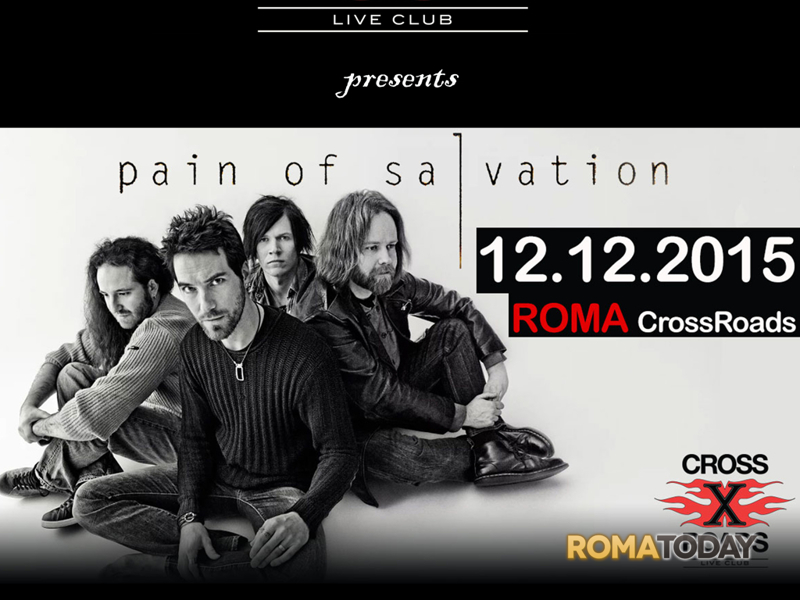 LIVE CLUB
presents
pain of salvation
12.12.2015
ROMA CrossRoads
CROSS
X
ROMATODAY
LIVE CLUB